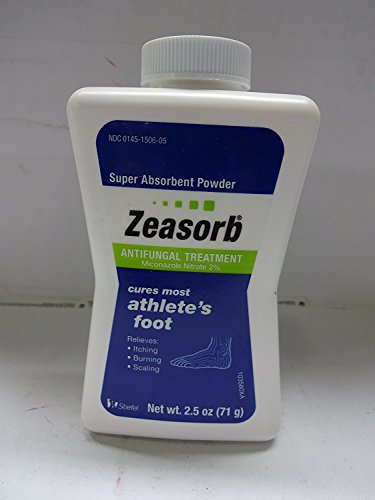 NDC 0145-1506-05
Super Absorbent Powder
Zeasorb®
ANTIFUNGAL TREATMENT
Miconazole Nitrate 2%
cures most
athlete's
foot
Relieves:
• Itching
• Burning
• Scaling
Stiefel
Net wt. 2.5 oz (71 g)